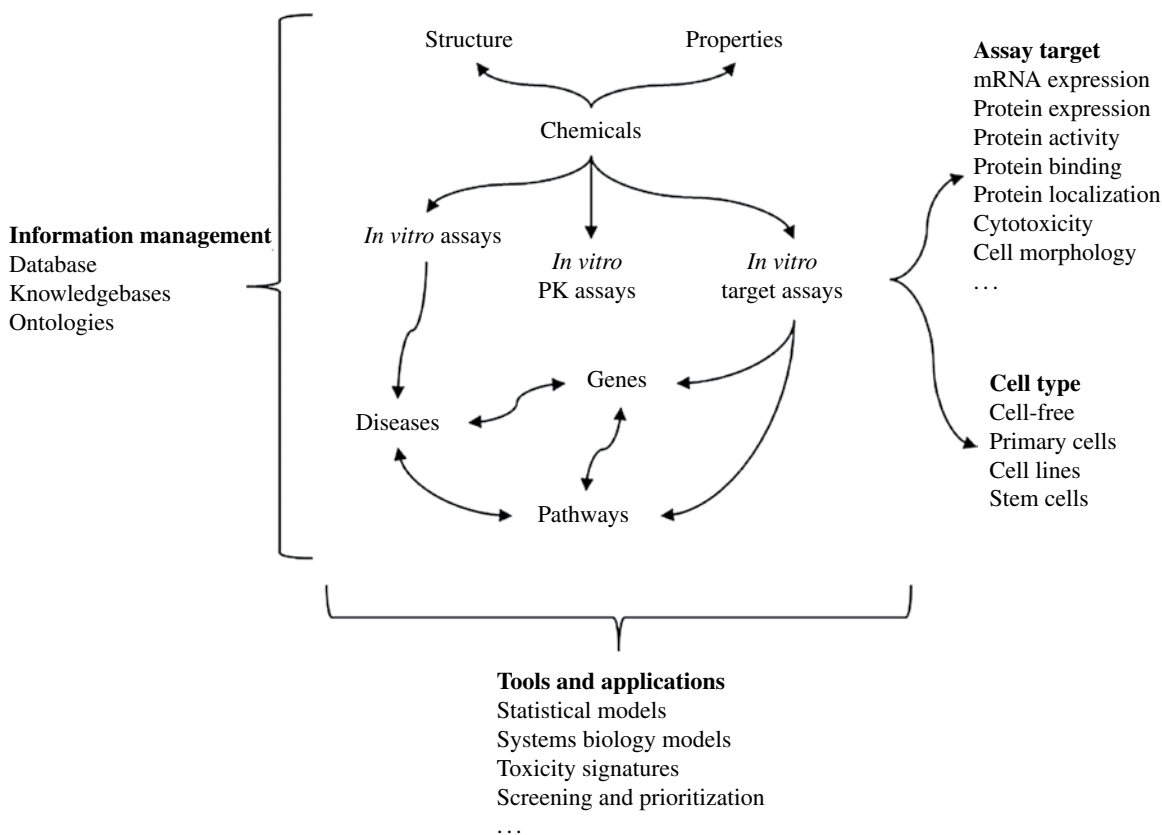 Structure
Properties
Chemicals
In vitro assays
In vitro
PK assays
In vitro
target assays
Genes
Diseases
Pathways
Information management
Database
Knowledgebases
Ontologies
Assay target
mRNA expression
Protein expression
Protein activity
Protein binding
Protein localization
Cytotoxicity
Cell morphology
...
Cell type
Cell-free
Primary cells
Cell lines
Stem cells
Tools and applications
Statistical models
Systems biology models
Toxicity signatures
Screening and prioritization
...